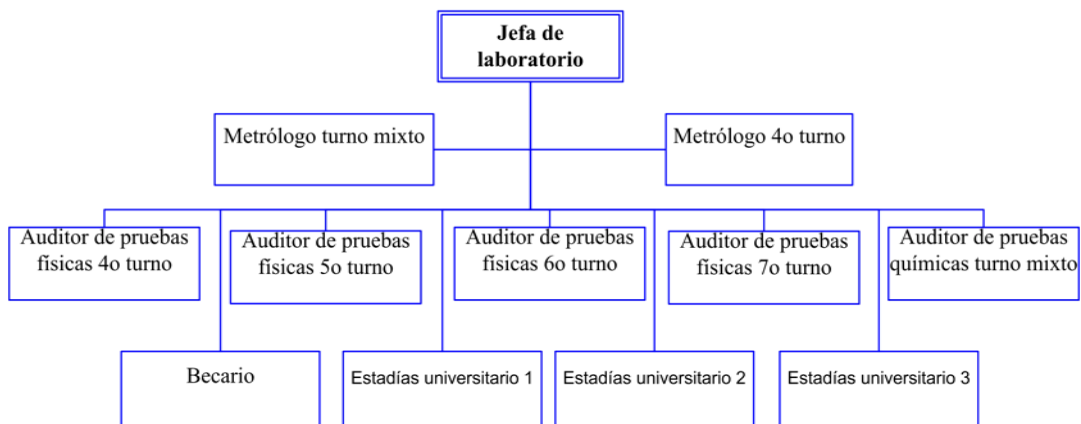 Jefa de
laboratorio
Metrólogo turno mixto
Metrólogo 4o turno
Auditor de pruebas
físicas 4o turno
Auditor de pruebas
físicas 5o turno
Auditor de pruebas
físicas 6o turno
Auditor de pruebas
físicas 7o turno
Auditor de pruebas
químicas turno mixto
Becario
Estadías universitario 1
Estadías universitario 2
Estadías universitario 3